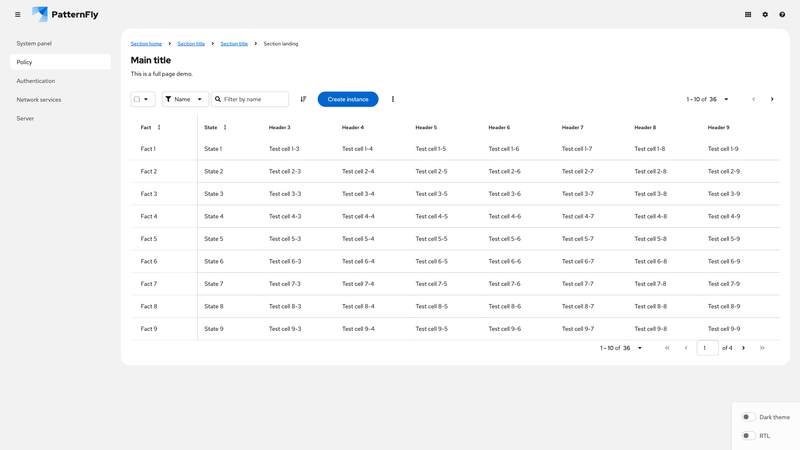 PatternFly
System panel
Policy
Authentication
Network services
Server
Section home Section title Section title Section landing
Main title
This is a full page demo.
Name Filter by name Create instance 1 - 10 of 36
Fact State Header 3 Header 4 Header 5 Header 6 Header 7 Header 8 Header 9
Fact 1 State 1 Test cell 1-3 Test cell 1-4 Test cell 1-5 Test cell 1-6 Test cell 1-7 Test cell 1-8 Test cell 1-9
Fact 2 State 2 Test cell 2-3 Test cell 2-4 Test cell 2-5 Test cell 2-6 Test cell 2-7 Test cell 2-8 Test cell 2-9
Fact 3 State 3 Test cell 3-3 Test cell 3-4 Test cell 3-5 Test cell 3-6 Test cell 3-7 Test cell 3-8 Test cell 3-9
Fact 4 State 4 Test cell 4-3 Test cell 4-4 Test cell 4-5 Test cell 4-6 Test cell 4-7 Test cell 4-8 Test cell 4-9
Fact 5 State 5 Test cell 5-3 Test cell 5-4 Test cell 5-5 Test cell 5-6 Test cell 5-7 Test cell 5-8 Test cell 5-9
Fact 6 State 6 Test cell 6-3 Test cell 6-4 Test cell 6-5 Test cell 6-6 Test cell 6-7 Test cell 6-8 Test cell 6-9
Fact 7 State 7 Test cell 7-3 Test cell 7-4 Test cell 7-5 Test cell 7-6 Test cell 7-7 Test cell 7-8 Test cell 7-9
Fact 8 State 8 Test cell 8-3 Test cell 8-4 Test cell 8-5 Test cell 8-6 Test cell 8-7 Test cell 8-8 Test cell 8-9
Fact 9 State 9 Test cell 9-3 Test cell 9-4 Test cell 9-5 Test cell 9-6 Test cell 9-7 Test cell 9-8 Test cell 9-9
1 - 10 of 36 1 of 4
Dark theme
RTL